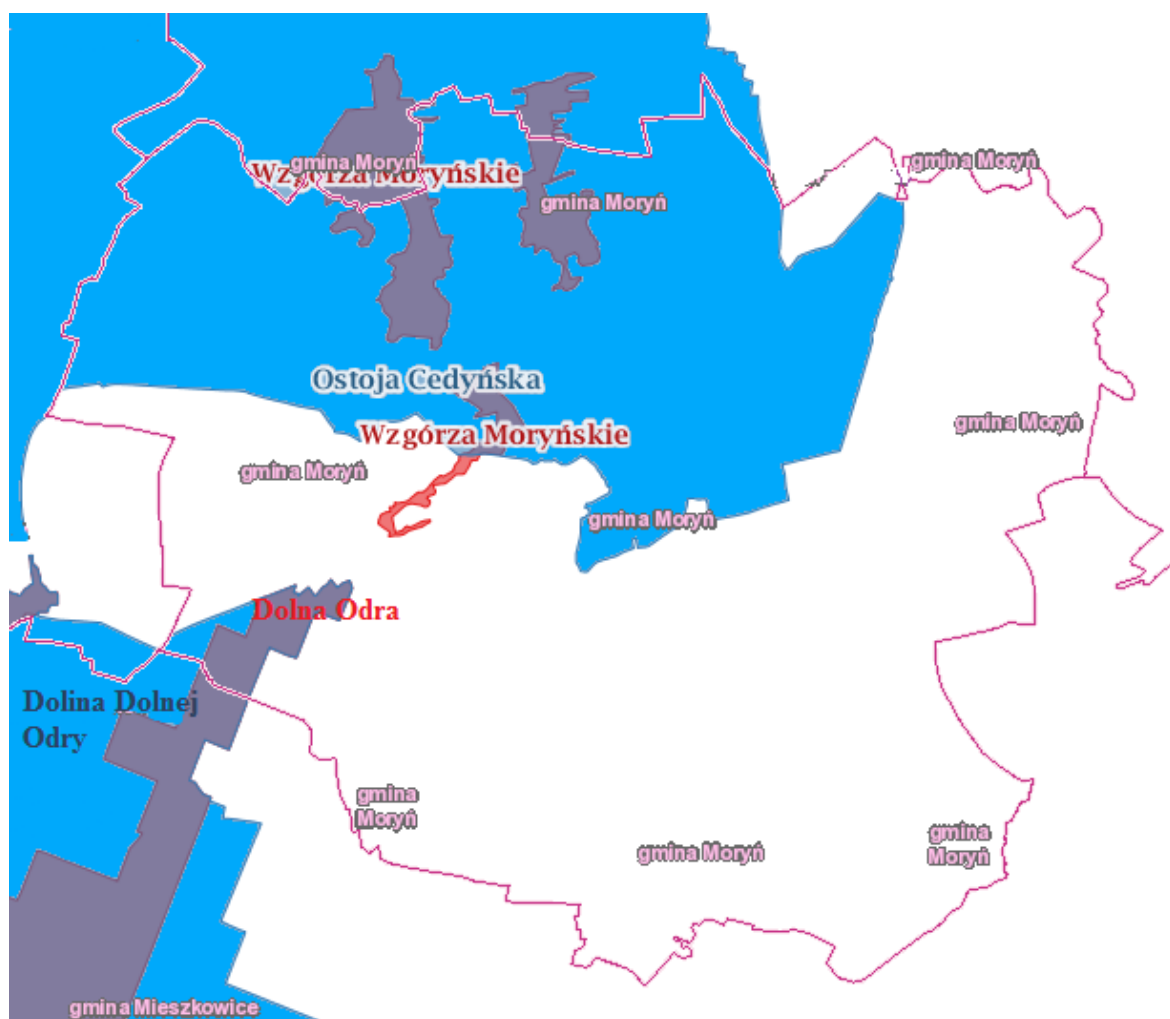 gmina Moryń
gmina Moryń
Wzgórza Moryńskie
gmina Moryń
Ostoja Cedyńska
gmina Moryń
Wzgórza Moryńskie
gmina Moryń
gmina Moryń
Dolna Odra
Dolina Dolnej
Odry
gmina
Moryń
gmina Moryń
gmina
Moryń
gmina Mieszkowice